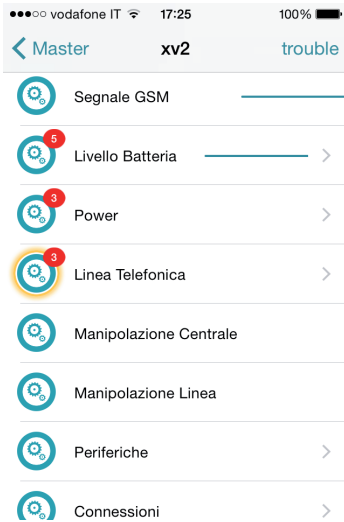 vodafone IT 17:25 100%
Master xv2 trouble
Segnale GSM
5
Livello Batteria
3
Power
3
Linea Telefonica
Manipolazione Centrale
Manipolazione Linea
Periferiche
Connessioni